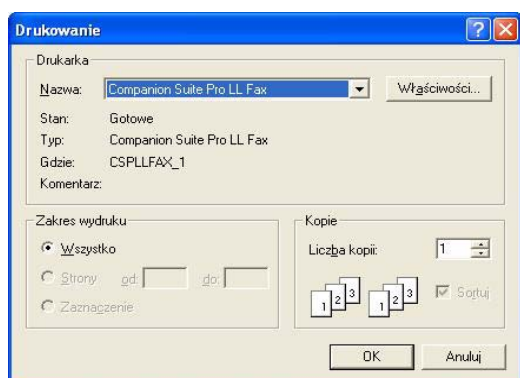 Drukowanie
Drukarka
Nazwa: Companion Suite Pro LL Fax Właściwości...
Stan: Gotowe
Typ: Companion Suite Pro LL Fax
Gdzie: CSPLLFAX_1
Komentarz:
Zakres wydruku
Wszystko
Strony od: do:
Zaznaczenie
Kopie
Liczba kopii: 1
1 2 3 1 2 3 Sortuj
OK Anuluj